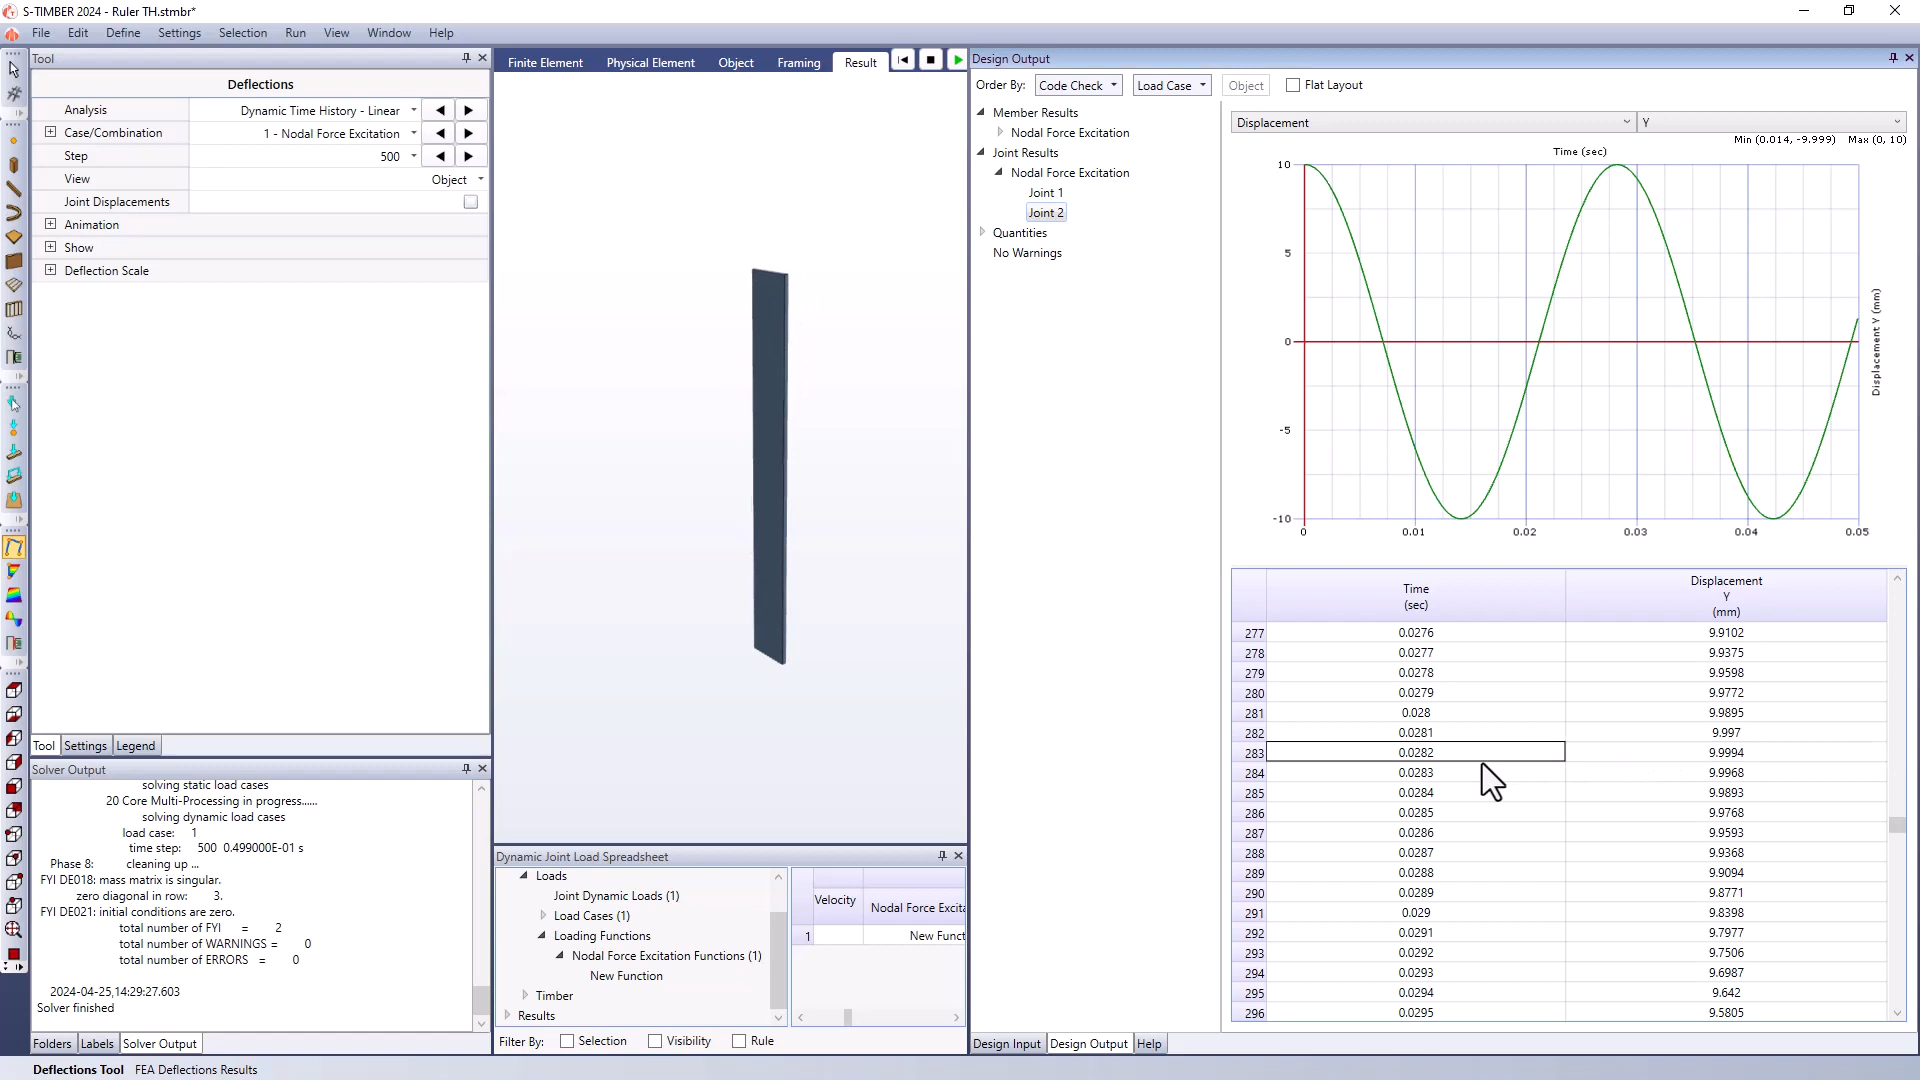 S-TIMBER 2024 - Ruler TH.stmbr*
File Edit Define Settings Selection Run View Window Help
Tool
Deflections
Analysis Dynamic Time History - Linear
Case/Combination 1 - Nodal Force Excitation
Step 500
View Object
Joint Displacements
Animation
Show
Deflection Scale
Tool Settings Legend
Solver Output
solving static load cases
20 Core Multi-Processing in progress......
solving dynamic load cases
load case: 1
time step: 500 0.499000E-01 s
Phase 8: cleaning up ...
FYI DE018: mass matrix is singular.
zero diagonal in row: 3.
FYI DE021: initial conditions are zero.
total number of FYI = 2
total number of WARNINGS = 0
total number of ERRORS = 0
2024-04-25,14:29:27.603
Solver finished
Folders Labels Solver Output
Finite Element Physical Element Object Framing Result
Dynamic Joint Load Spreadsheet
Loads
Joint Dynamic Loads (1)
Load Cases (1)
Loading Functions
Nodal Force Excitation Functions (1)
New Function
Timber
Results
Velocity Nodal Force Excita
1 New Funct
Filter By: Selection Visibility Rule
Design Output
Order By: Code Check Load Case Object Flat Layout
Member Results
Nodal Force Excitation
Joint Results
Nodal Force Excitation
Joint 1
Joint 2
Quantities
No Warnings
Displacement Y
Min (0.014, -9.999) Max (0, 10)
Time (sec)
10
5
0
-5
-10
0 0.01 0.02 0.03 0.04 0.05
Displacement Y (mm)
Time (sec) Displacement Y (mm)
277 0.0276 9.9102
278 0.0277 9.9375
279 0.0278 9.9598
280 0.0279 9.9772
281 0.028 9.9895
282 0.0281 9.997
283 0.0282 9.9994
284 0.0283 9.9968
285 0.0284 9.9893
286 0.0285 9.9768
287 0.0286 9.9593
288 0.0287 9.9368
289 0.0288 9.9094
290 0.0289 9.8771
291 0.029 9.8398
292 0.0291 9.7977
293 0.0292 9.7506
294 0.0293 9.6987
295 0.0294 9.642
296 0.0295 9.5805
Design Input Design Output Help
Deflections Tool FEA Deflections Results